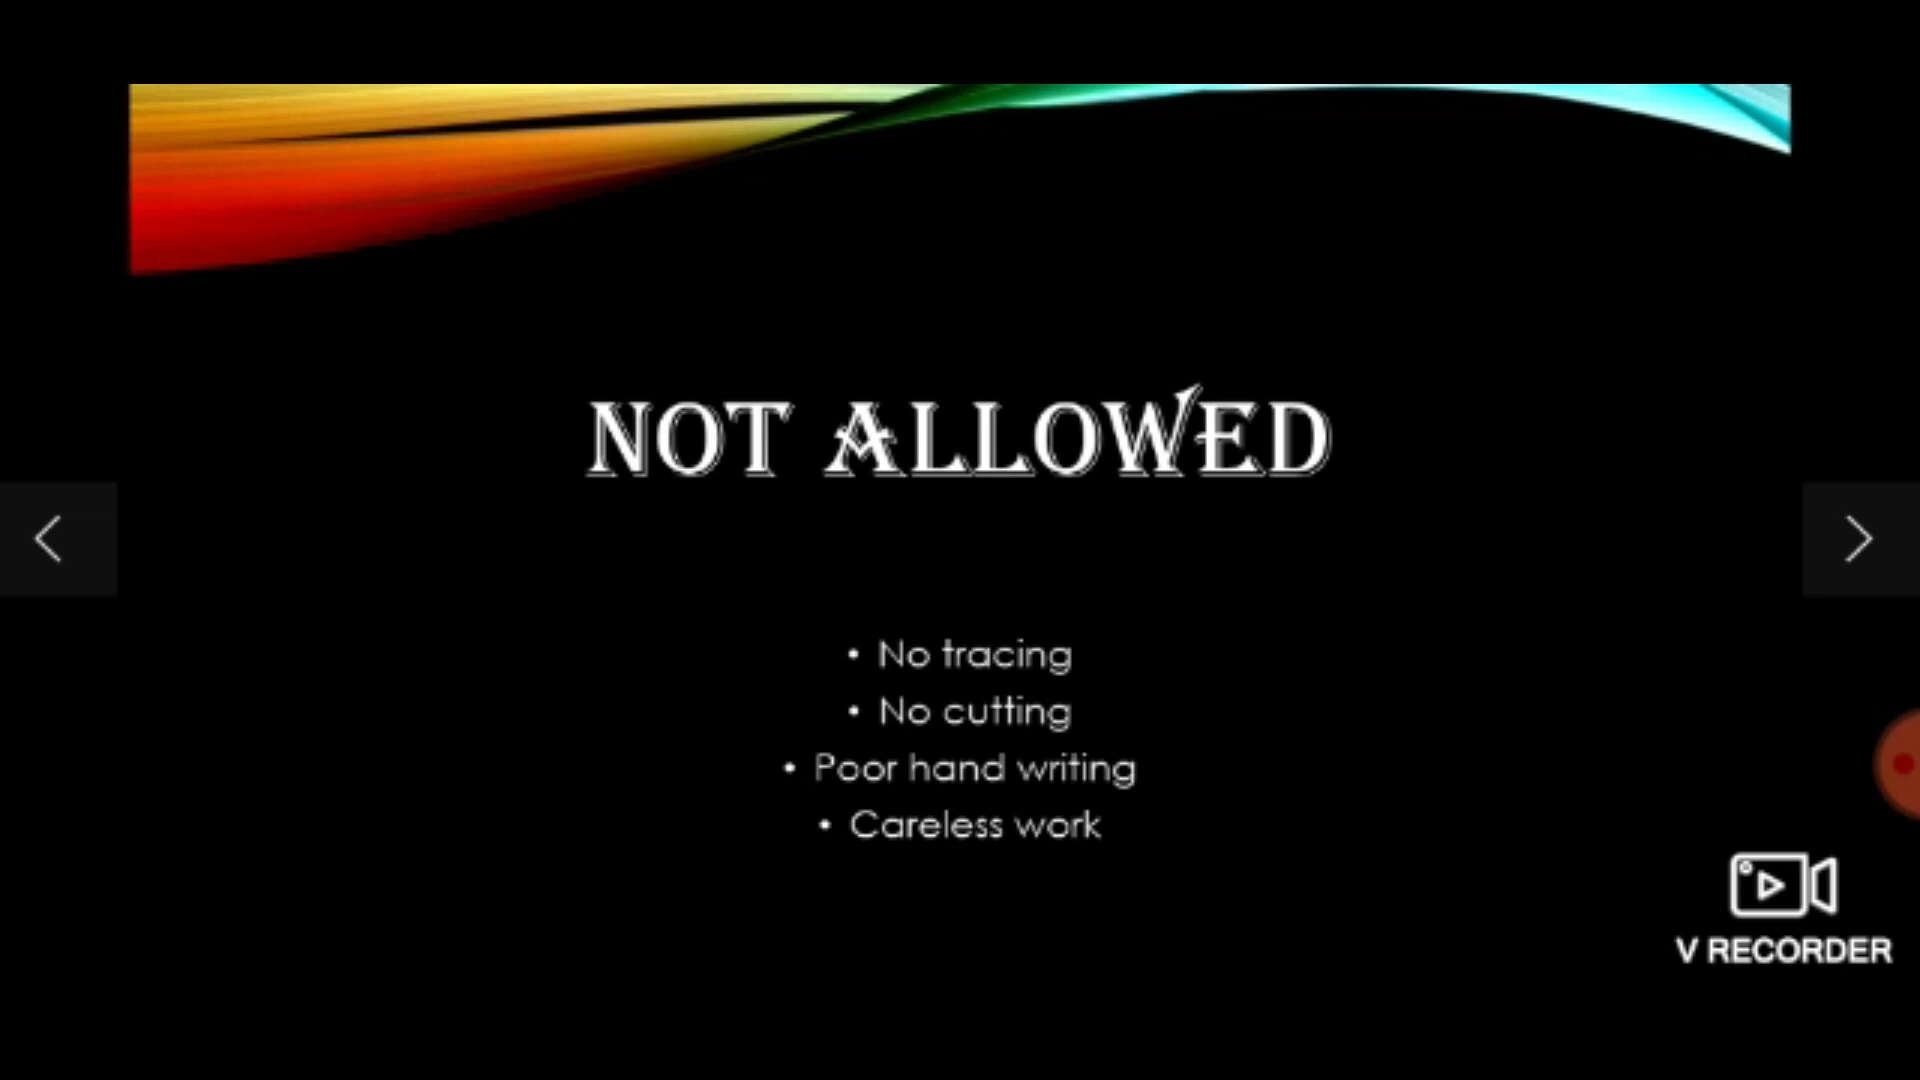 NOT ALLOWED
• No tracing
• No cutting
• Poor hand writing
• Careless work
V RECORDER